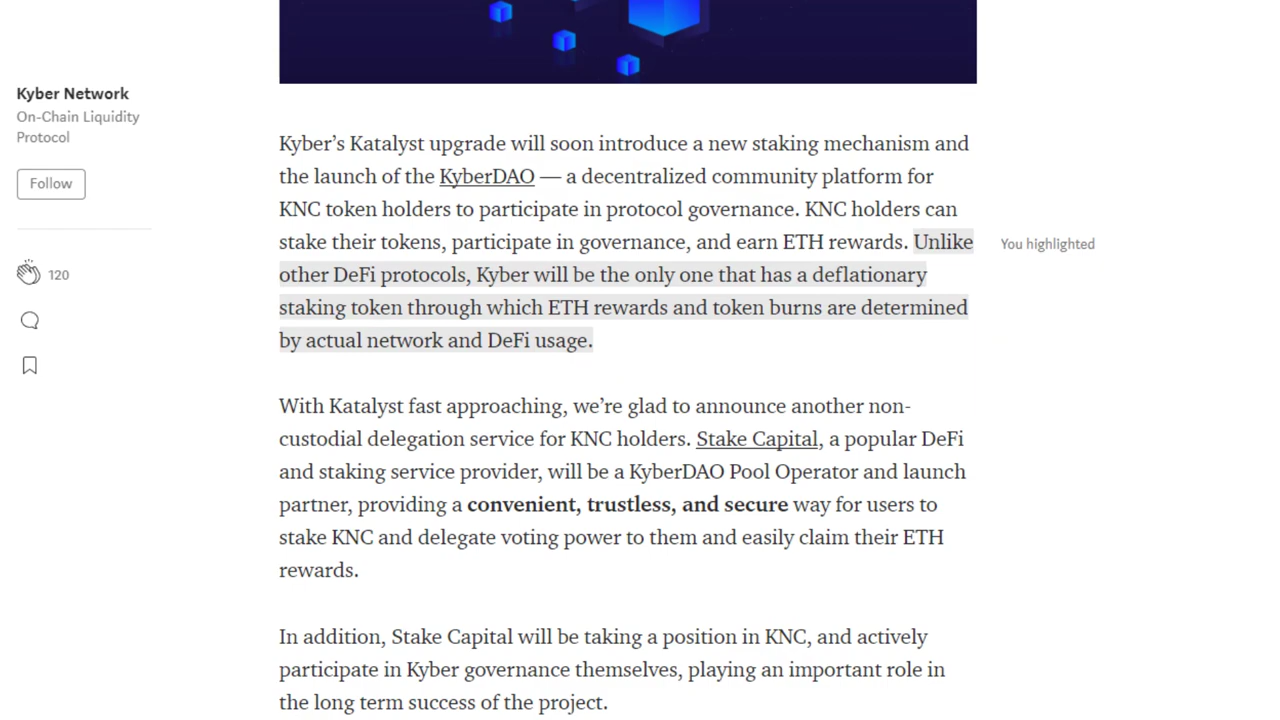 Kyber Network
On-Chain Liquidity
Protocol
Follow
120
Kyber’s Katalyst upgrade will soon introduce a new staking mechanism and
the launch of the KyberDAO — a decentralized community platform for
KNC token holders to participate in protocol governance. KNC holders can
stake their tokens, participate in governance, and earn ETH rewards. Unlike
other DeFi protocols, Kyber will be the only one that has a deflationary
staking token through which ETH rewards and token burns are determined
by actual network and DeFi usage.
You highlighted
With Katalyst fast approaching, we’re glad to announce another non-
custodial delegation service for KNC holders. Stake Capital, a popular DeFi
and staking service provider, will be a KyberDAO Pool Operator and launch
partner, providing a convenient, trustless, and secure way for users to
stake KNC and delegate voting power to them and easily claim their ETH
rewards.
In addition, Stake Capital will be taking a position in KNC, and actively
participate in Kyber governance themselves, playing an important role in
the long term success of the project.